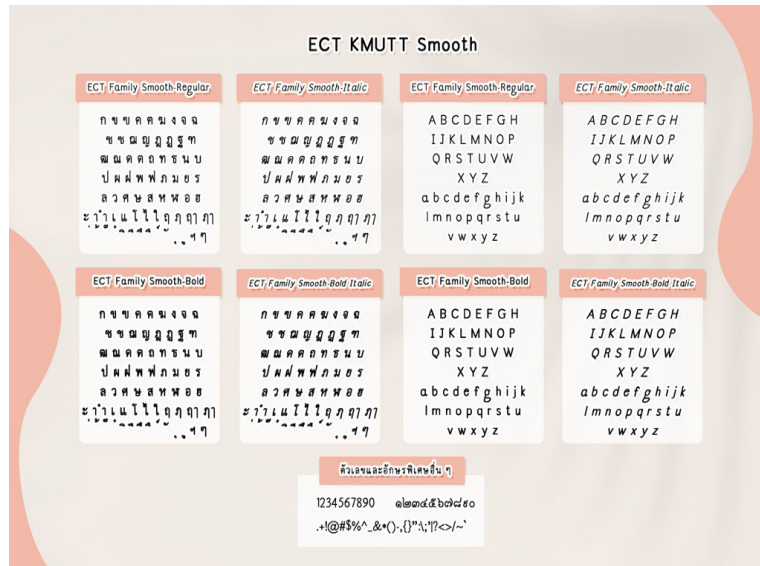 ECT KMUTT Smooth
ECT Family Smooth-Regular
ก ข ฃ ค ฅ ฆ ง จ ฉ
ช ซ ฌ ญ ฎ ฏ ฐ ฑ
ฒ ณ ด ต ถ ท ธ น บ
ป ผ ฝ พ ฟ ภ ม ย ร
ล ว ศ ษ ส ห ฬ อ ฮ
ECT Family Smooth-Italic
ก ข ฃ ค ฅ ฆ ง จ ฉ
ช ซ ฌ ญ ฎ ฏ ฐ ฑ
ฒ ณ ด ต ถ ท ธ น บ
ป ผ ฝ พ ฟ ภ ม ย ร
ล ว ศ ษ ส ห ฬ อ ฮ
ECT Family Smooth-Regular
A B C D E F G H
I J K L M N O P
Q R S T U V W
X Y Z
a b c d e f g h i j k
l m n o p q r s t u
v w x y z
ECT Family Smooth-Italic
A B C D E F G H
I J K L M N O P
Q R S T U V W
X Y Z
a b c d e f g h i j k
l m n o p q r s t u
v w x y z
ECT Family Smooth-Bold
ก ข ฃ ค ฅ ฆ ง จ ฉ
ช ซ ฌ ญ ฎ ฏ ฐ ฑ
ฒ ณ ด ต ถ ท ธ น บ
ป ผ ฝ พ ฟ ภ ม ย ร
ล ว ศ ษ ส ห ฬ อ ฮ
ECT Family Smooth-Bold Italic
ก ข ฃ ค ฅ ฆ ง จ ฉ
ช ซ ฌ ญ ฎ ฏ ฐ ฑ
ฒ ณ ด ต ถ ท ธ น บ
ป ผ ฝ พ ฟ ภ ม ย ร
ล ว ศ ษ ส ห ฬ อ ฮ
ECT Family Smooth-Bold
A B C D E F G H
I J K L M N O P
Q R S T U V W
X Y Z
a b c d e f g h i j k
l m n o p q r s t u
v w x y z
ECT Family Smooth-Bold Italic
A B C D E F G H
I J K L M N O P
Q R S T U V W
X Y Z
a b c d e f g h i j k
l m n o p q r s t u
v w x y z
ตัวเลขและอักษรพิเศษอื่น ๆ
1234567890 ๑๒๓๔๕๖๗๘๙๐
.+!@#$%^_&*()-,{}":\;'|?<>/~`